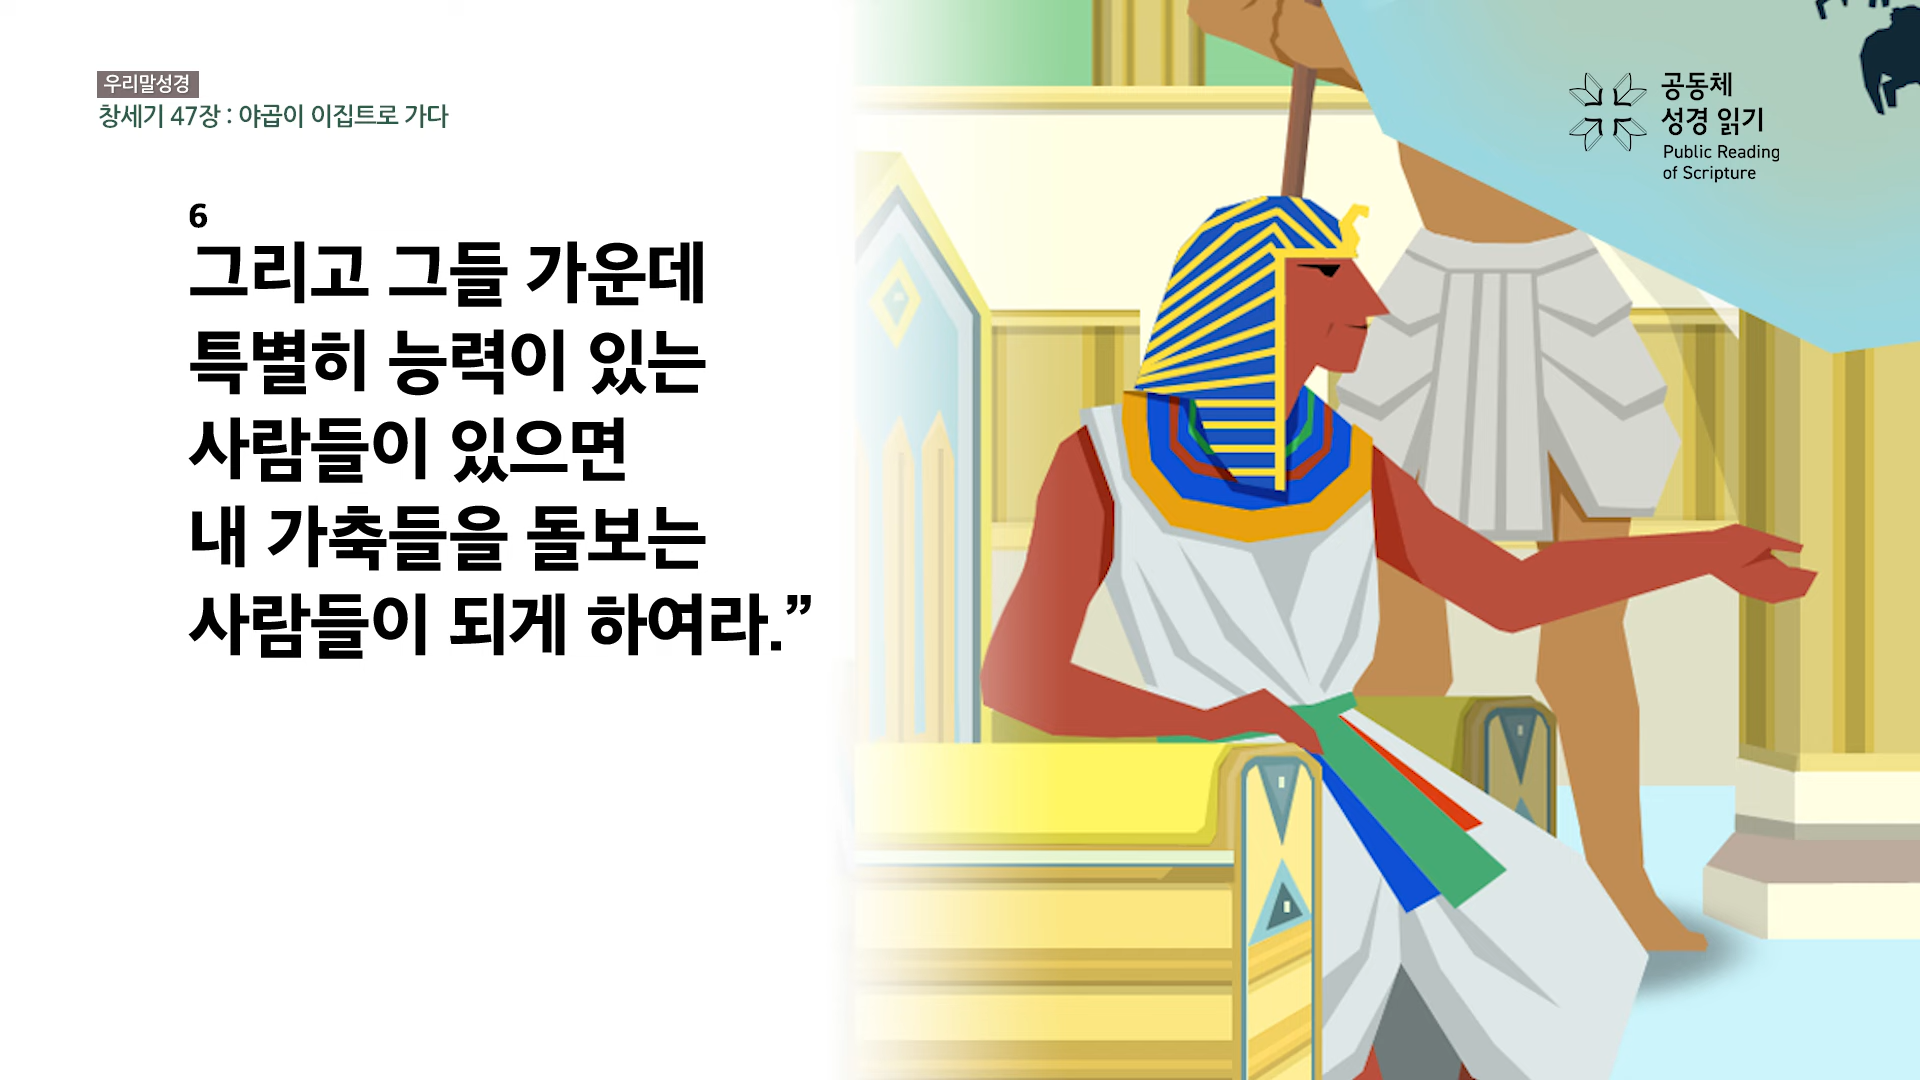 우리말성경
창세기 47장 : 야곱이 이집트로 가다
공동체
성경 읽기
Public Reading
of Scripture
6
그리고 그들 가운데
특별히 능력이 있는
사람들이 있으면
내 가축들을 돌보는
사람들이 되게 하여라.”